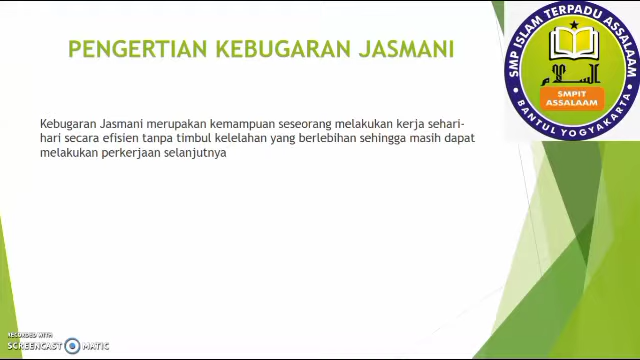 PENGERTIAN KEBUGARAN JASMANI
Kebugaran Jasmani merupakan kemampuan seseorang melakukan kerja sehari-
hari secara efisien tanpa timbul kelelahan yang berlebihan sehingga masih dapat
melakukan perkerjaan selanjutnya
SMP ISLAM TERPADU ASSALAAM
السلام
SMPIT
ASSALAAM
BANTUL YOGYAKARTA
RECORDED WITH
SCREENCAST MATIC